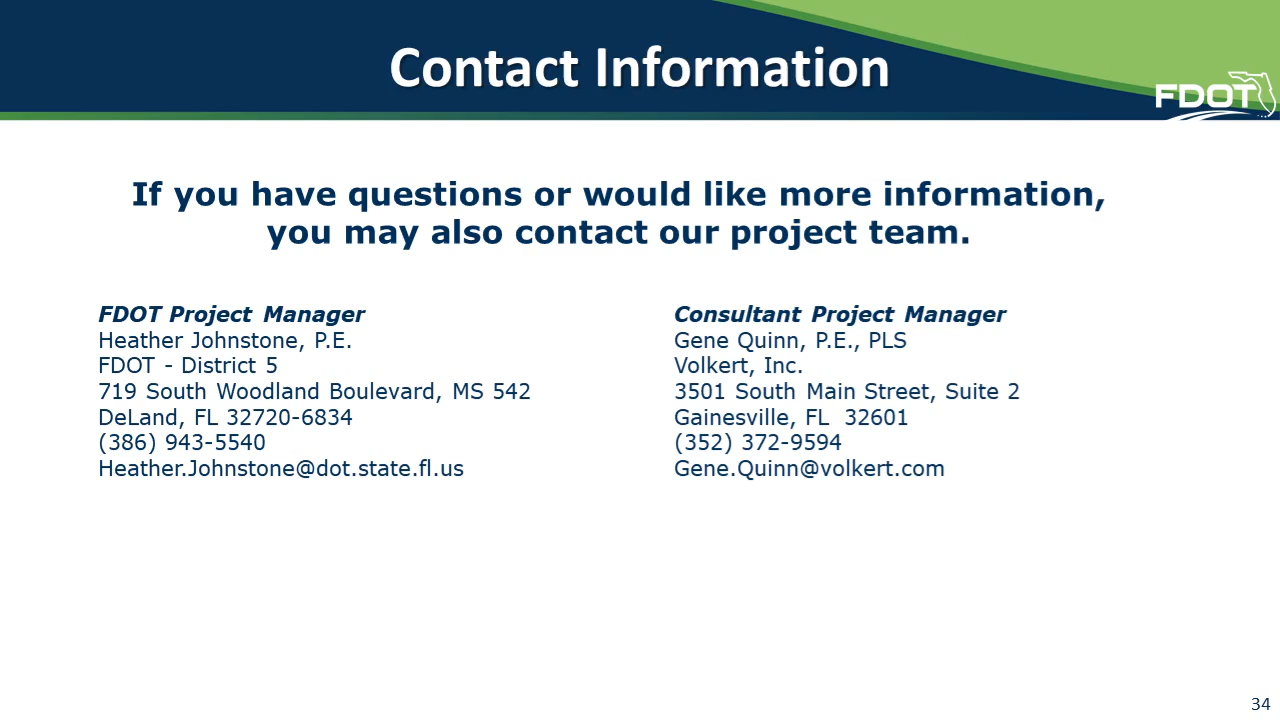 Contact Information
FDOT
If you have questions or would like more information,
you may also contact our project team.
FDOT Project Manager
Heather Johnstone, P.E.
FDOT - District 5
719 South Woodland Boulevard, MS 542
DeLand, FL 32720-6834
(386) 943-5540
Heather.Johnstone@dot.state.fl.us
Consultant Project Manager
Gene Quinn, P.E., PLS
Volkert, Inc.
3501 South Main Street, Suite 2
Gainesville, FL  32601
(352) 372-9594
Gene.Quinn@volkert.com
34